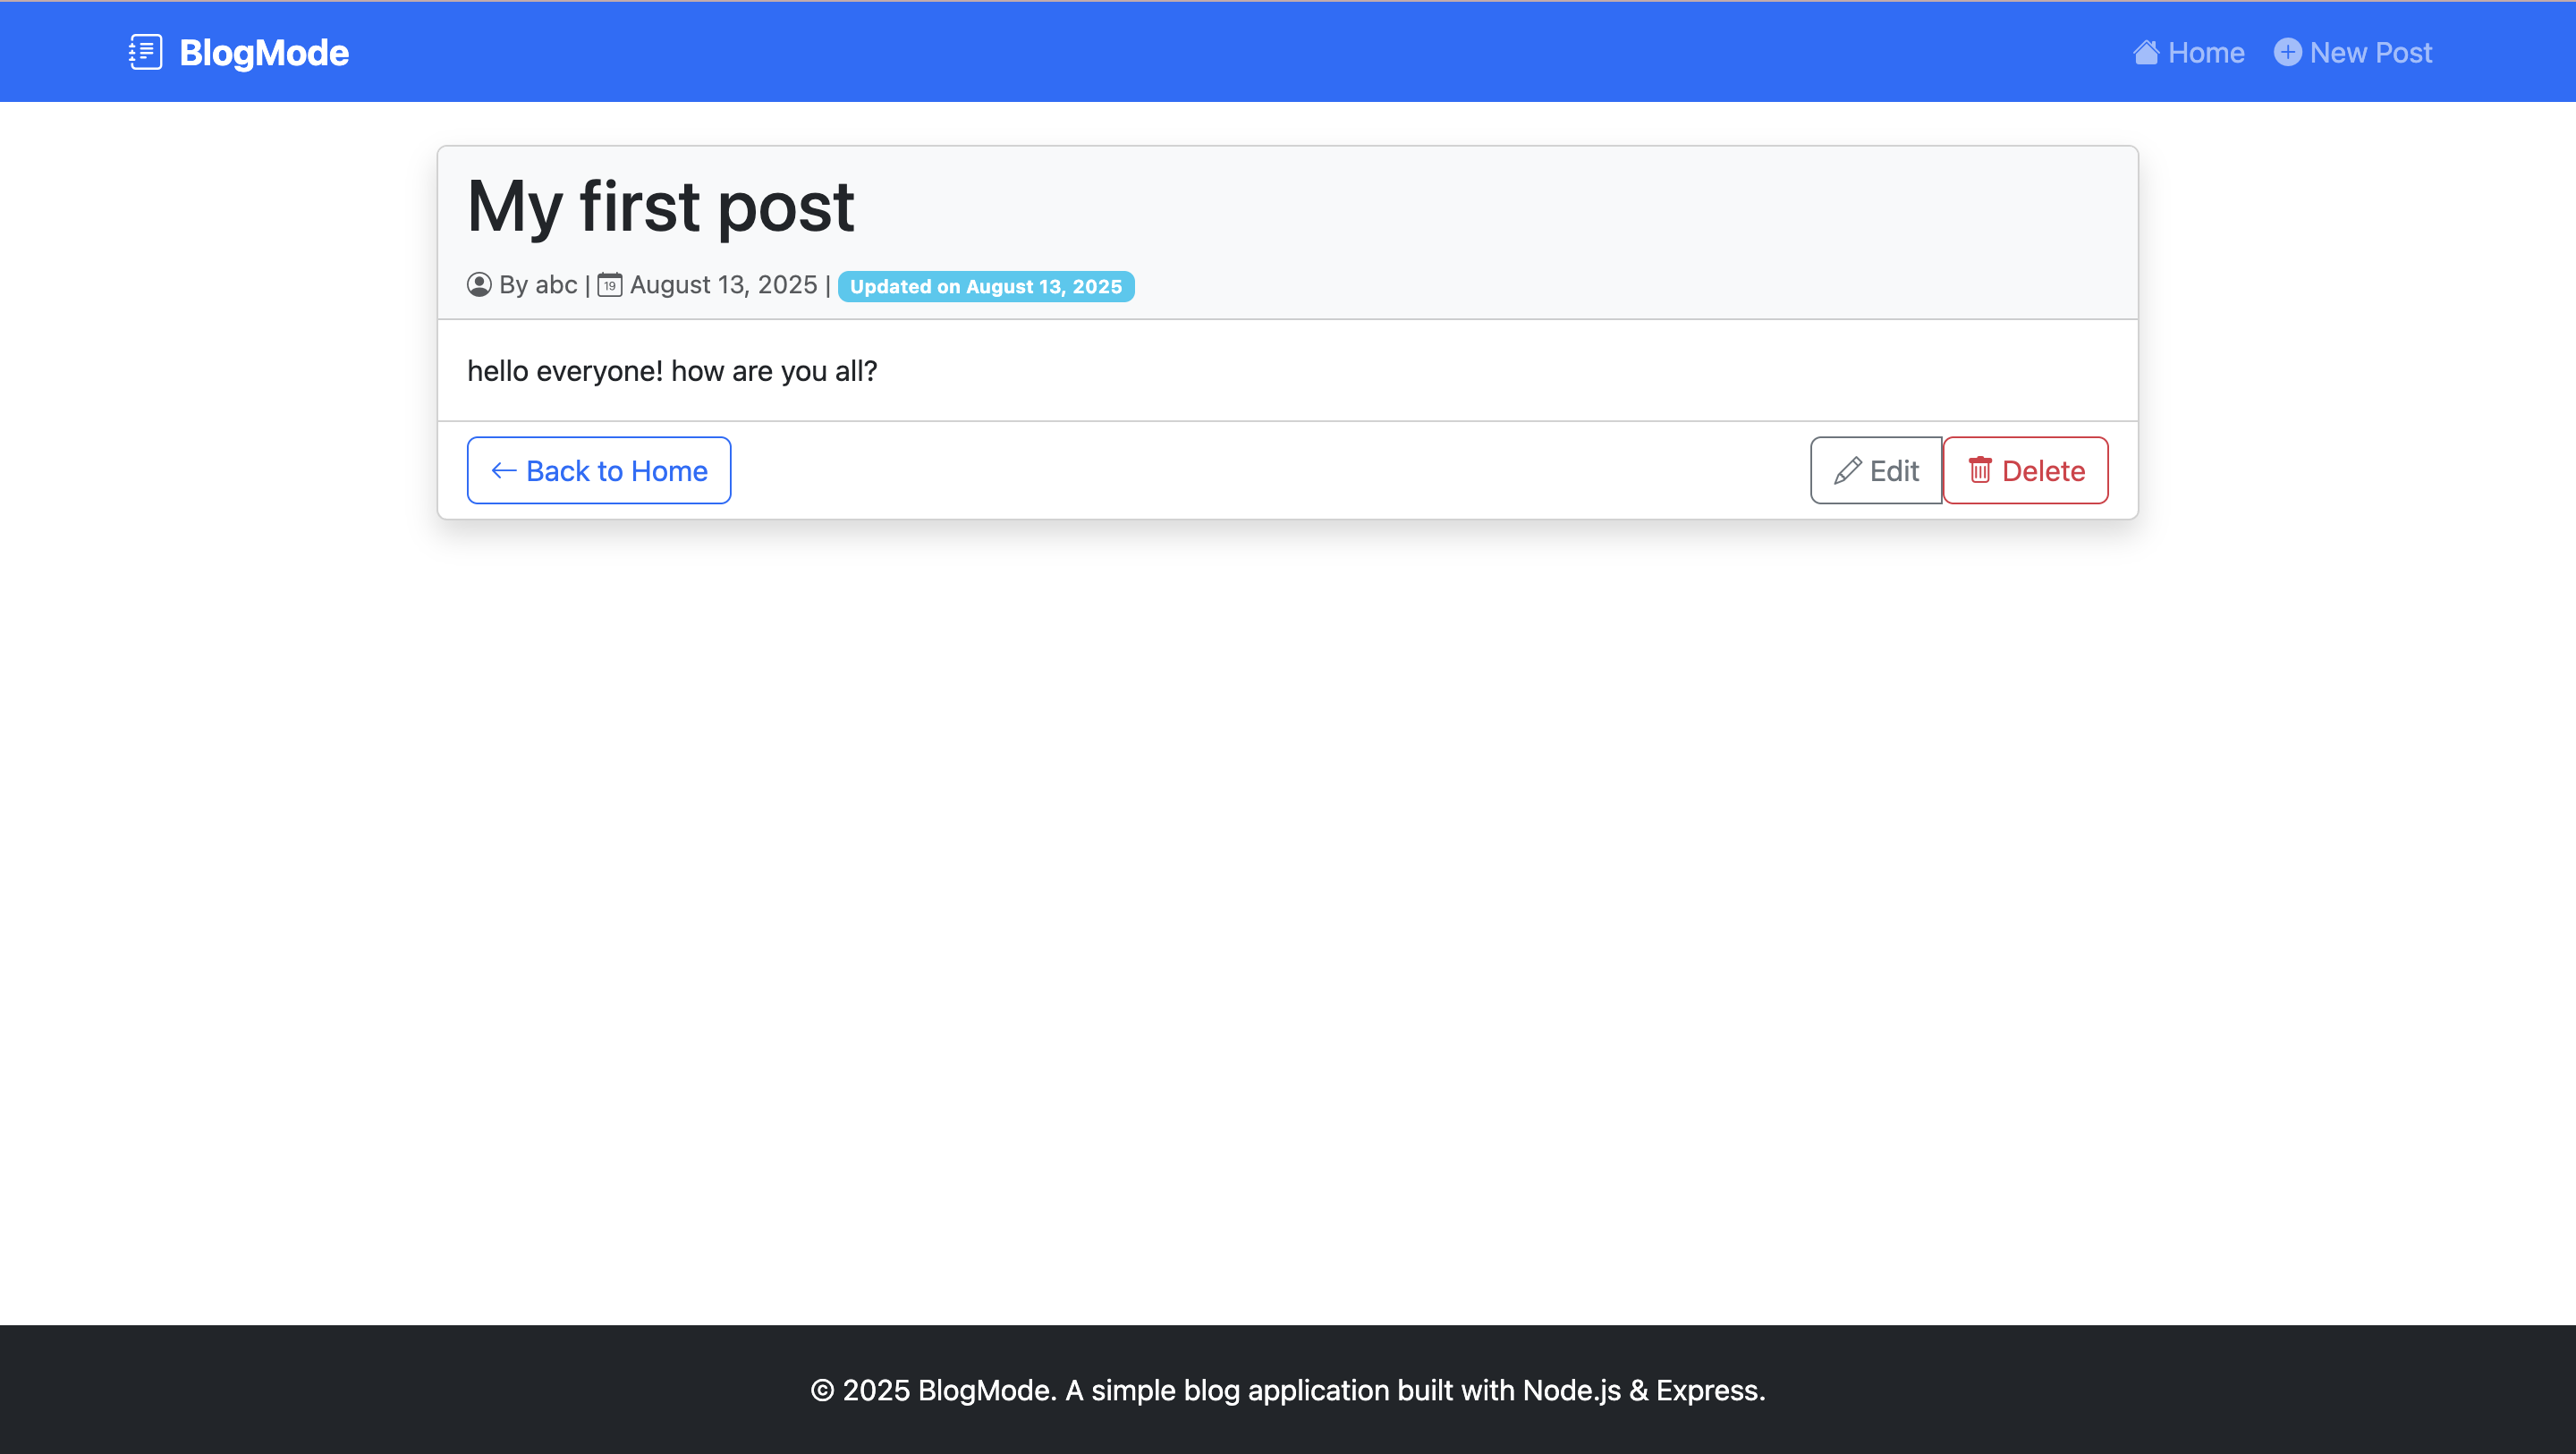 BlogMode
Home New Post
My first post
By abc | 19 August 13, 2025 | Updated on August 13, 2025
hello everyone! how are you all?
Back to Home Edit Delete
© 2025 BlogMode. A simple blog application built with Node.js & Express.